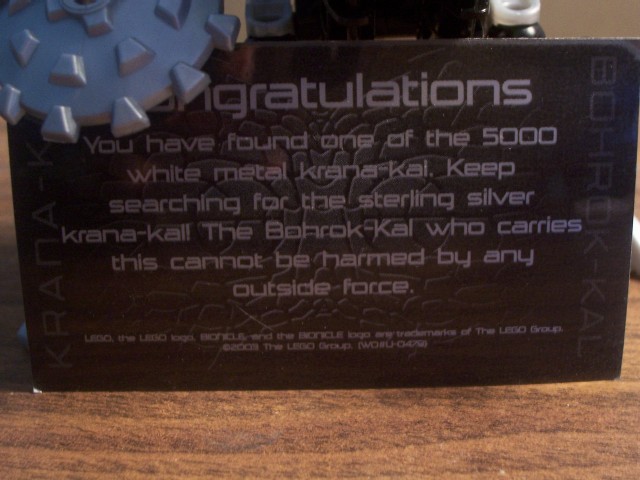 Congratulations
You have found one of the 5000
white metal krana-kal. Keep
searching for the sterling silver
krana-kal! The Bohrok-Kal who carries
this cannot be harmed by any
outside force.
LEGO, the LEGO logo, BIONICLE, and the BIONICLE logo are trademarks of The LEGO Group.
©2003 The LEGO Group.
KRANA-K
BOHROK-KAL